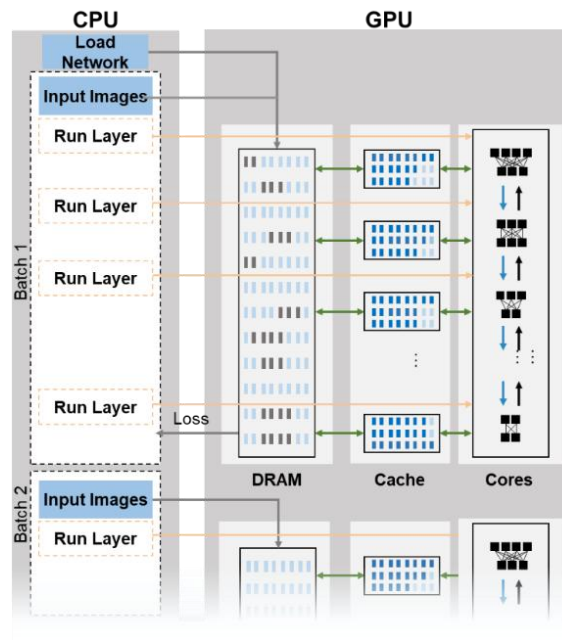 CPU
GPU
Load
Network
Input Images
Run Layer
Run Layer
Run Layer
Run Layer
Batch 1
Loss
DRAM
Cache
Cores
Batch 2
Input Images
Run Layer